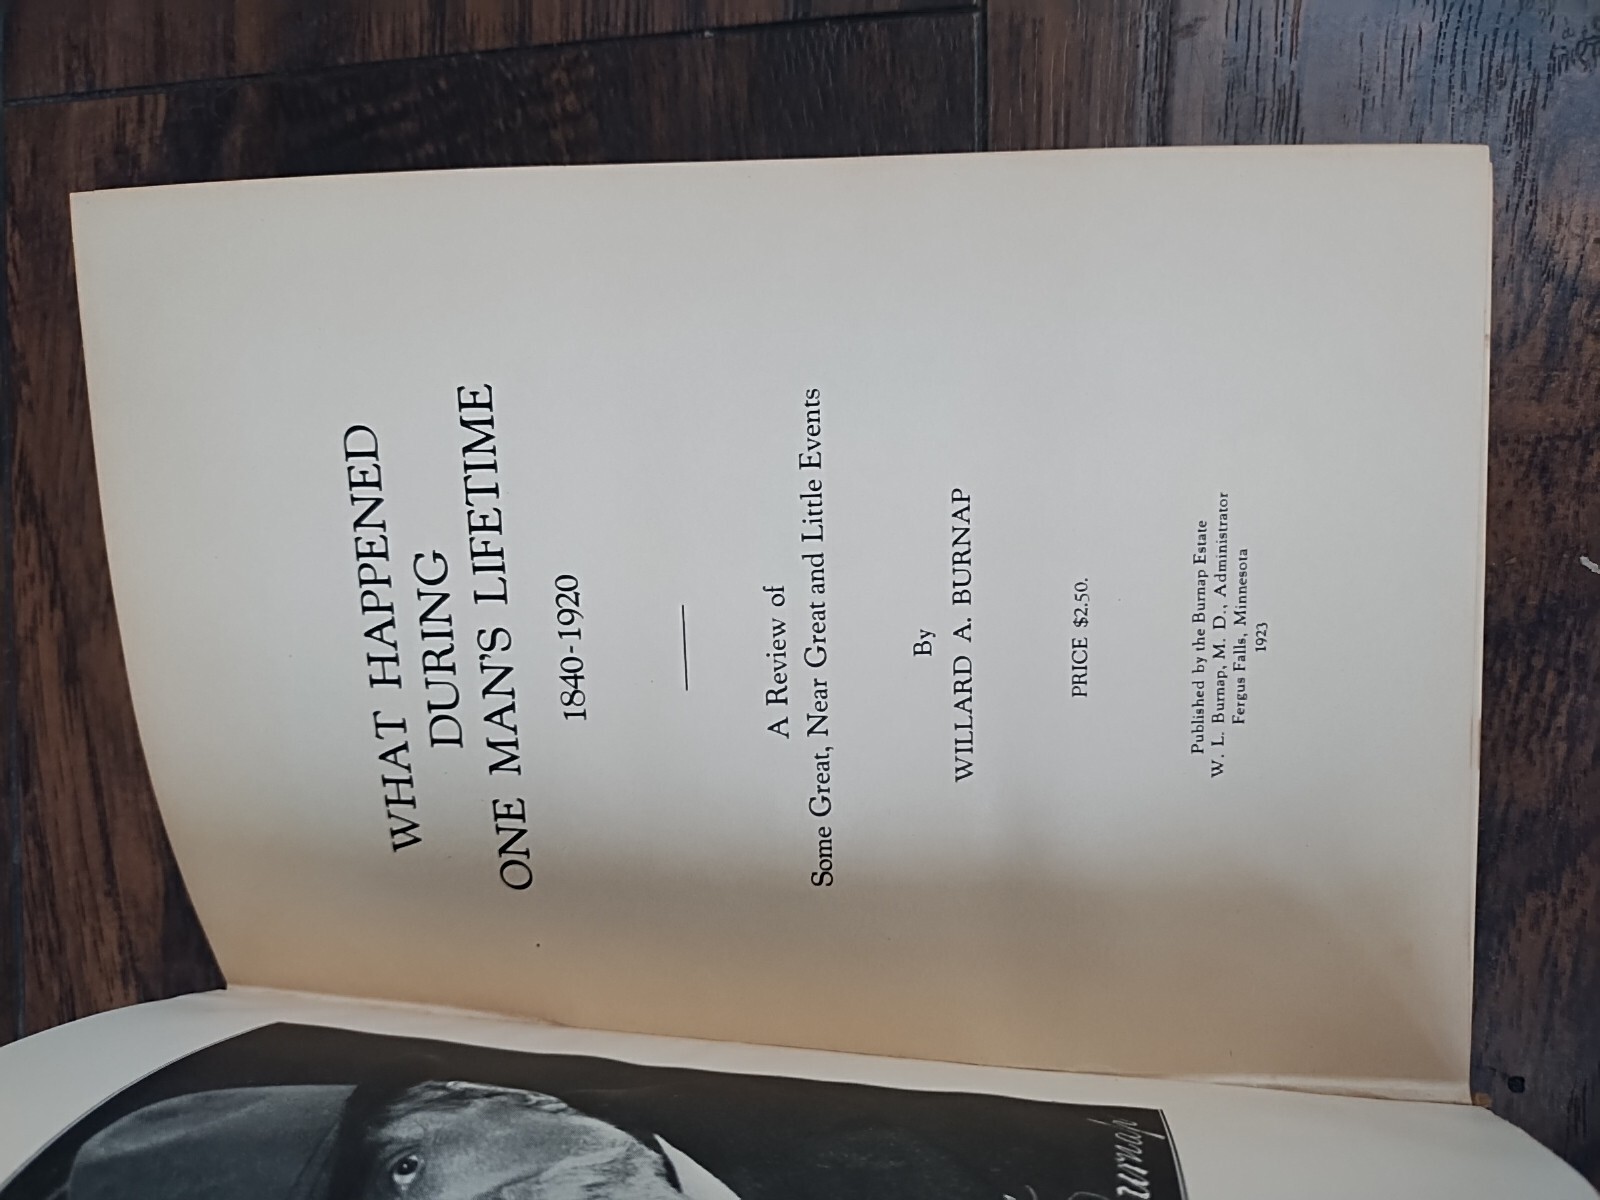 WHAT HAPPENED
DURING
ONE MAN'S LIFETIME
1840-1920
A Review of
Some Great, Near Great and Little Events
By
WILLARD A. BURNAP
PRICE $2.50.
Published by the Burnap Estate
W. L. Burnap, M. D., Administrator
Fergus Falls, Minnesota
1923
Burnap